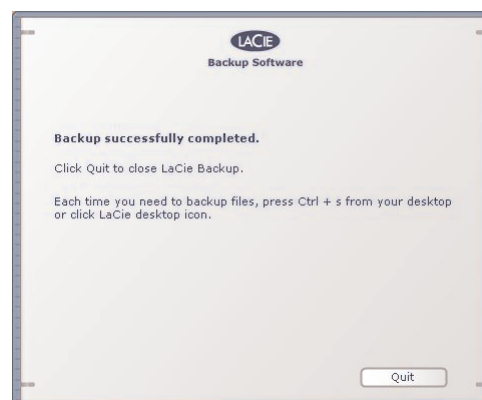 LACIE
Backup Software
Backup successfully completed.
Click Quit to close LaCie Backup.
Each time you need to backup files, press Ctrl + s from your desktop
or click LaCie desktop icon.
Quit